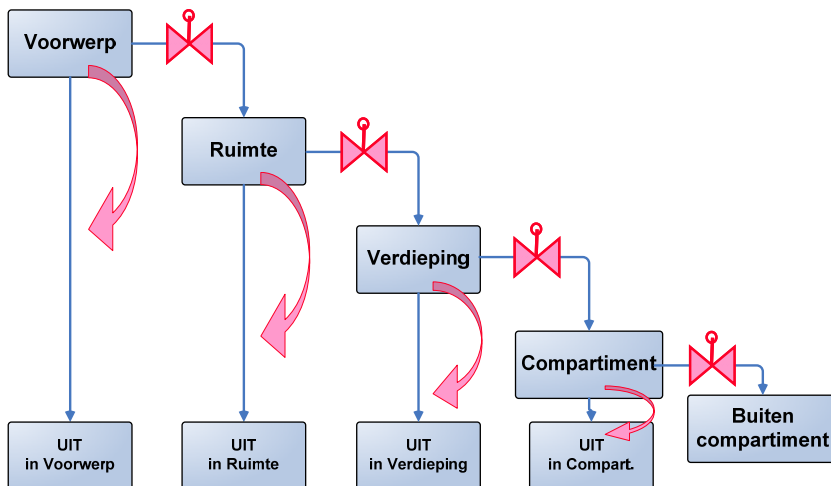 Voorwerp
Ruimte
Verdieping
Compartiment
Buiten
compartiment
UIT
in Voorwerp
UIT
in Ruimte
UIT
in Verdieping
UIT
in Compart.